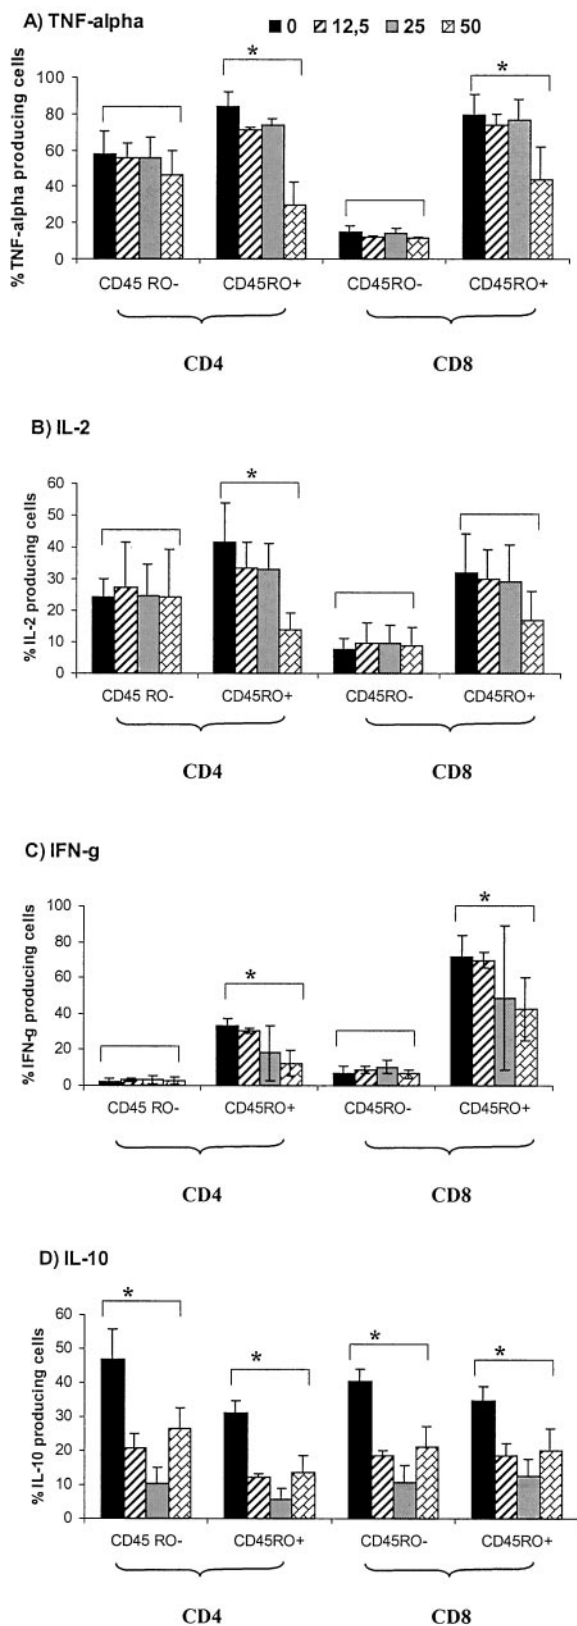 A) TNF-alpha
0 12,5 25 50
% TNF-alpha producing cells
100
80
60
40
20
0
* *
CD45 RO- CD45RO+ CD45RO- CD45RO+
CD4 CD8
B) IL-2
% IL-2 producing cells
60
50
40
30
20
10
0
*
CD45 RO- CD45RO+ CD45RO- CD45RO+
CD4 CD8
C) IFN-g
% IFN-g producing cells
100
80
60
40
20
0
* *
CD45 RO- CD45RO+ CD45RO- CD45RO+
CD4 CD8
D) IL-10
% IL-10 producing cells
60
50
40
30
20
10
0
* * * *
CD45 RO- CD45RO+ CD45RO- CD45RO+
CD4 CD8